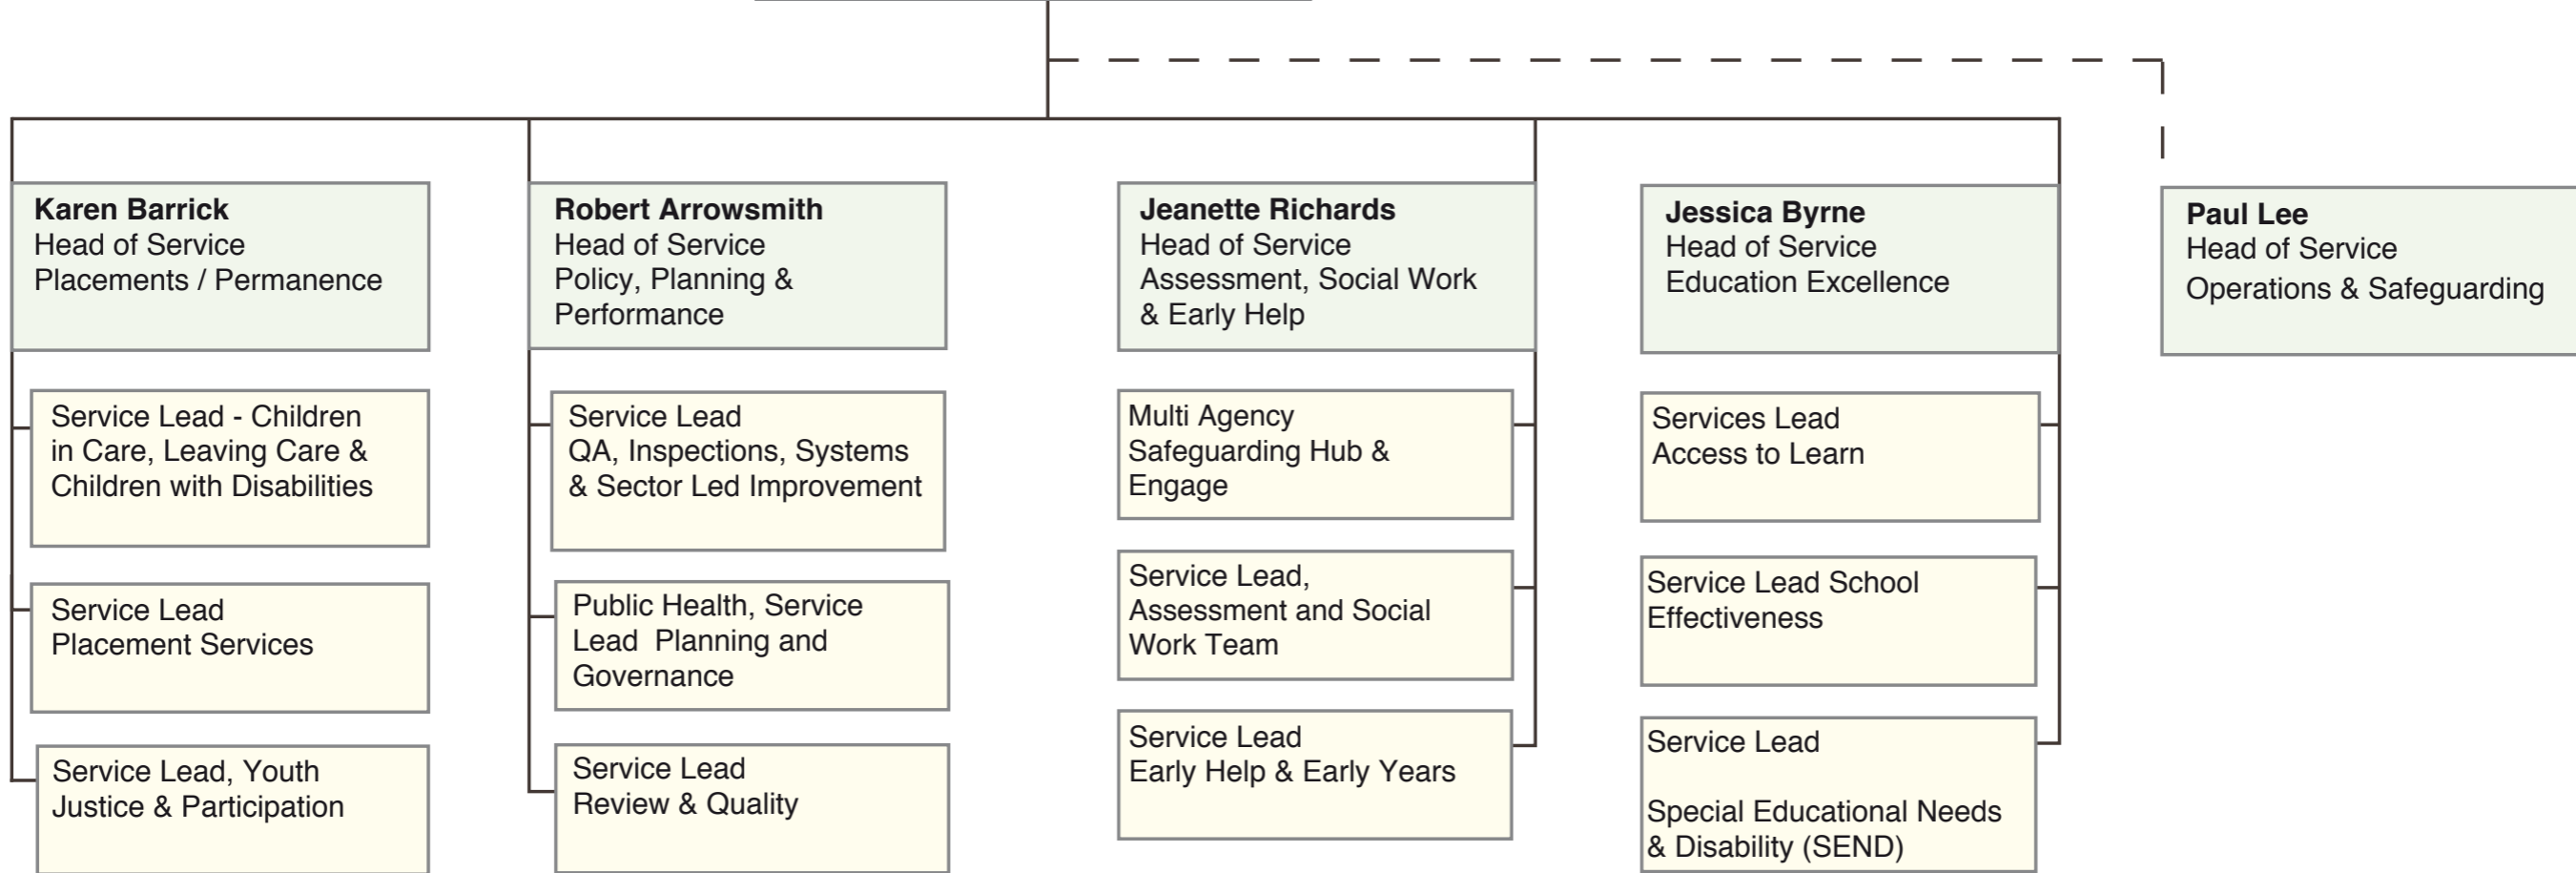 Karen Barrick
Head of Service
Placements / Permanence
Service Lead - Children
in Care, Leaving Care &
Children with Disabilities
Service Lead
Placement Services
Service Lead, Youth
Justice & Participation
Robert Arrowsmith
Head of Service
Policy, Planning &
Performance
Service Lead
QA, Inspections, Systems
& Sector Led Improvement
Public Health, Service
Lead  Planning and
Governance
Service Lead
Review & Quality
Jeanette Richards
Head of Service
Assessment, Social Work
& Early Help
Multi Agency
Safeguarding Hub &
Engage
Service Lead,
Assessment and Social
Work Team
Service Lead
Early Help & Early Years
Jessica Byrne
Head of Service
Education Excellence
Services Lead
Access to Learn
Service Lead School
Effectiveness
Service Lead
Special Educational Needs
& Disability (SEND)
Paul Lee
Head of Service
Operations & Safeguarding